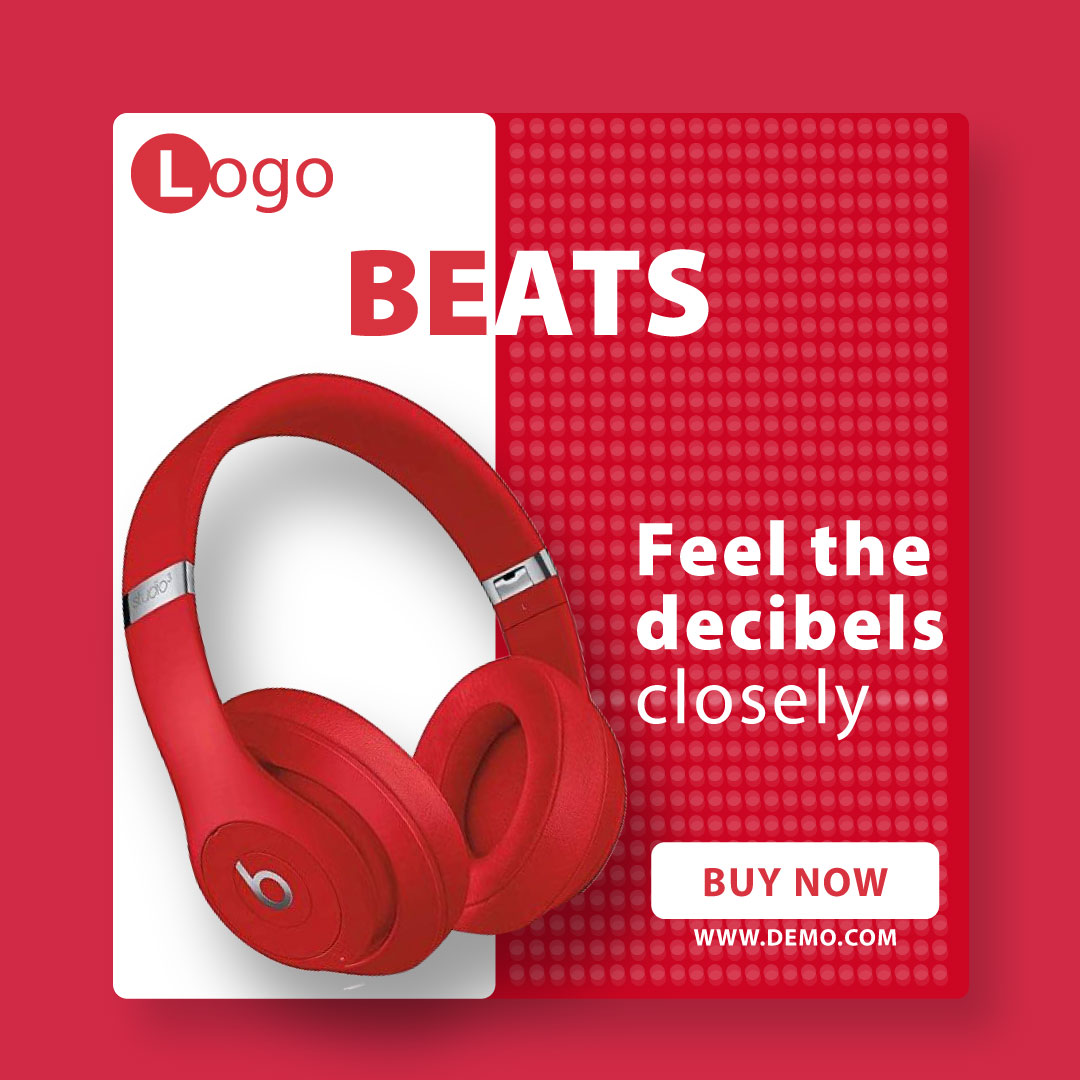 Logo
BEATS
studio³
Feel the
decibels
closely
b
BUY NOW
WWW.DEMO.COM